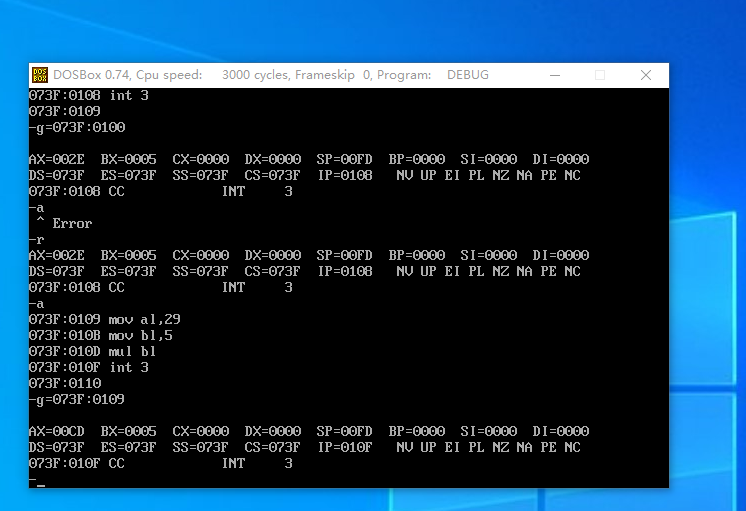 DOSBox 0.74, Cpu speed: 3000 cycles, Frameskip 0, Program: DEBUG
073F:0108 int 3
073F:0109
-g=073F:0100
AX=002E BX=0005 CX=0000 DX=0000 SP=00FD BP=0000 SI=0000 DI=0000
DS=073F ES=073F SS=073F CS=073F IP=0108 NV UP EI PL NZ NA PE NC
073F:0108 CC INT 3
-a
^ Error
-r
AX=002E BX=0005 CX=0000 DX=0000 SP=00FD BP=0000 SI=0000 DI=0000
DS=073F ES=073F SS=073F CS=073F IP=0108 NV UP EI PL NZ NA PE NC
073F:0108 CC INT 3
-a
073F:0109 mov al,29
073F:010B mov bl,5
073F:010D mul bl
073F:010F int 3
073F:0110
-g=073F:0109
AX=00CD BX=0005 CX=0000 DX=0000 SP=00FD BP=0000 SI=0000 DI=0000
DS=073F ES=073F SS=073F CS=073F IP=010F NV UP EI PL NZ NA PE NC
073F:010F CC INT 3
-_